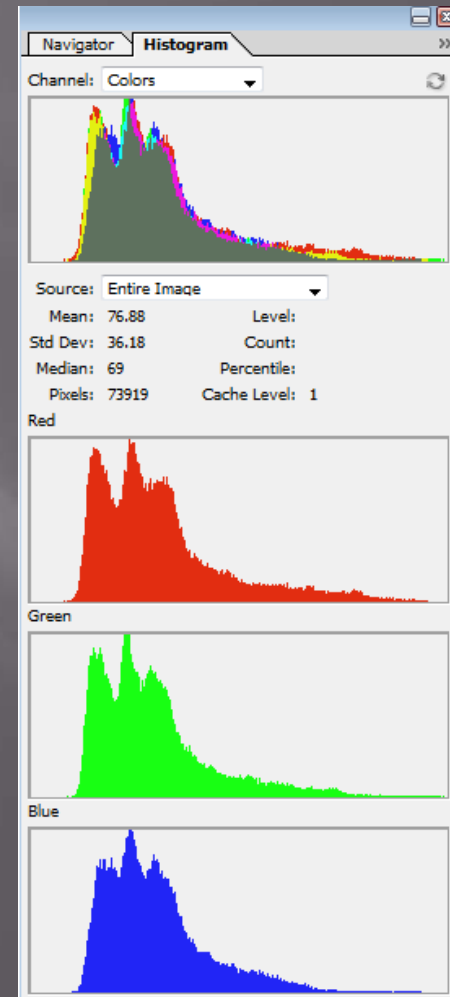 Navigator Histogram
Channel: Colors
Source: Entire Image
Mean: 76.88 Level:
Std Dev: 36.18 Count:
Median: 69 Percentile:
Pixels: 73919 Cache Level: 1
Red
Green
Blue